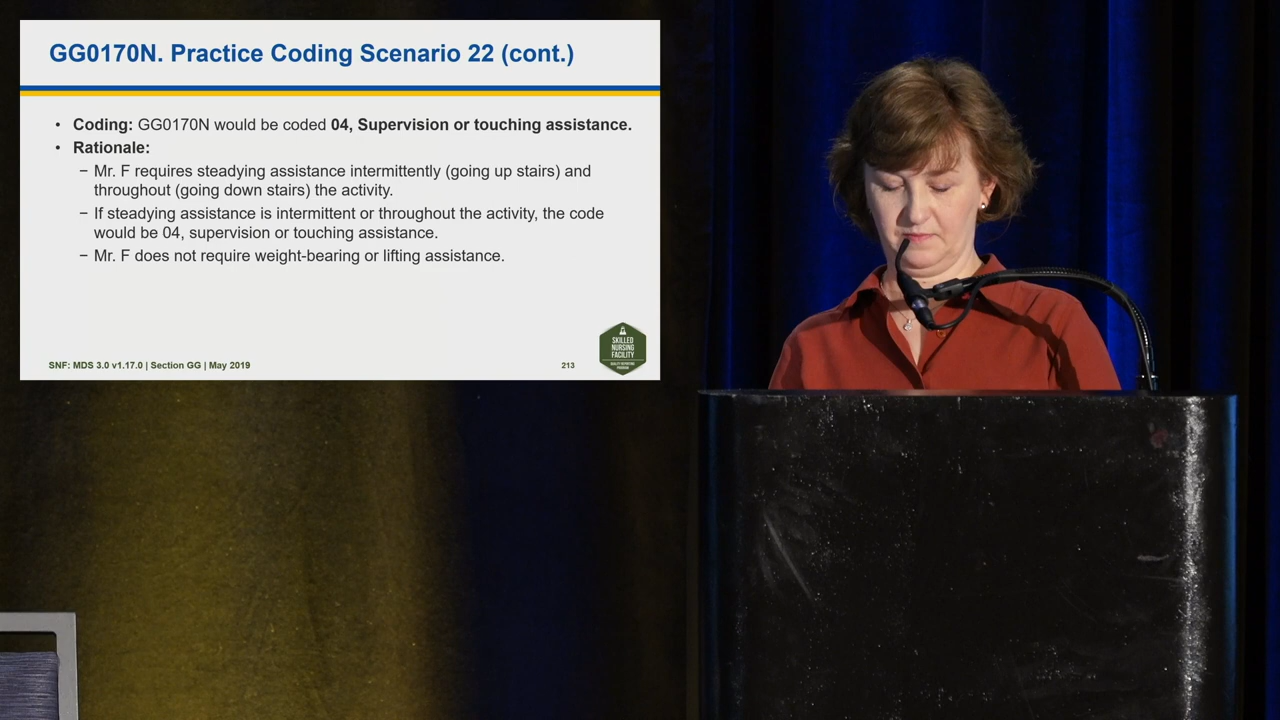 GG0170N. Practice Coding Scenario 22 (cont.)
• Coding: GG0170N would be coded 04, Supervision or touching assistance.
• Rationale:
− Mr. F requires steadying assistance intermittently (going up stairs) and
throughout (going down stairs) the activity.
− If steadying assistance is intermittent or throughout the activity, the code
would be 04, supervision or touching assistance.
− Mr. F does not require weight-bearing or lifting assistance.
SKILLED
NURSING
FACILITY
QUALITY REPORTING
PROGRAM
SNF: MDS 3.0 v1.17.0 | Section GG | May 2019
213